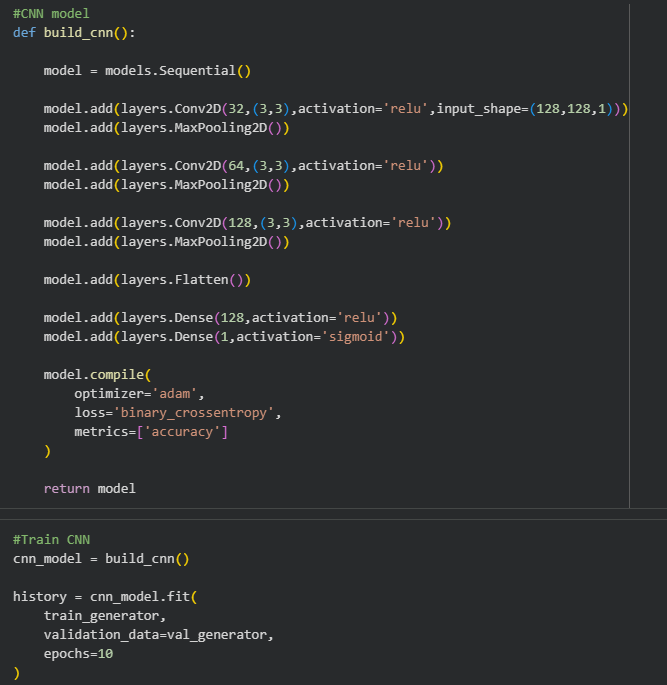 #CNN model
def build_cnn():
model = models.Sequential()
model.add(layers.Conv2D(32,(3,3),activation='relu',input_shape=(128,128,1)))
model.add(layers.MaxPooling2D())
model.add(layers.Conv2D(64,(3,3),activation='relu'))
model.add(layers.MaxPooling2D())
model.add(layers.Conv2D(128,(3,3),activation='relu'))
model.add(layers.MaxPooling2D())
model.add(layers.Flatten())
model.add(layers.Dense(128,activation='relu'))
model.add(layers.Dense(1,activation='sigmoid'))
model.compile(
optimizer='adam',
loss='binary_crossentropy',
metrics=['accuracy']
)
return model
#Train CNN
cnn_model = build_cnn()
history = cnn_model.fit(
train_generator,
validation_data=val_generator,
epochs=10
)